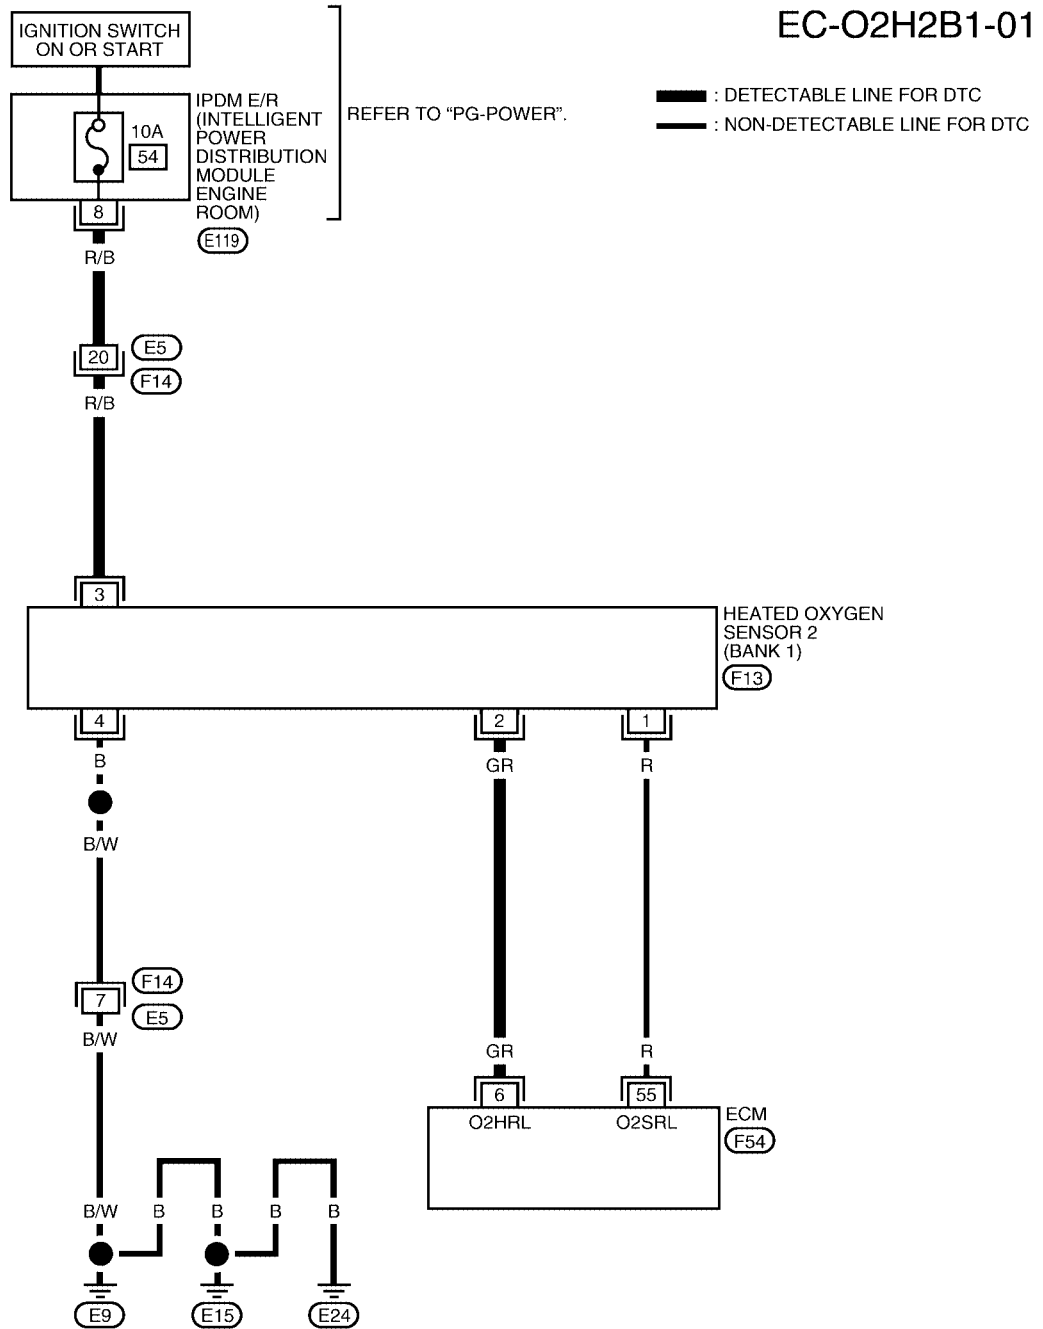 EC-O2H2B1-01
IGNITION SWITCH
ON OR START
: DETECTABLE LINE FOR DTC
: NON-DETECTABLE LINE FOR DTC
IPDM E/R
(INTELLIGENT
POWER
DISTRIBUTION
MODULE
ENGINE
ROOM)
E119
10A
54
REFER TO “PG-POWER”.
8
R/B
20
E5
F14
R/B
3
HEATED OXYGEN
SENSOR 2
(BANK 1)
F13
4
2
1
B
GR
R
B/W
7
F14
E5
B/W
GR
R
6
55
O2HRL
O2SRL
ECM
F54
B/W
B
B
B
B
E9
E15
E24